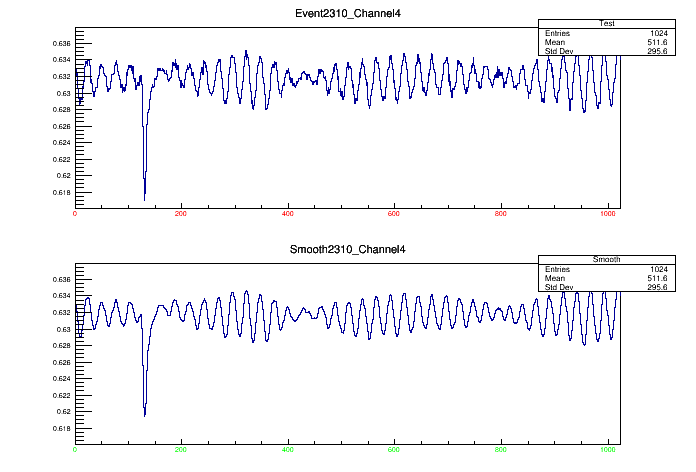 Event2310_Channel4
Test
Entries 1024
Mean 511.6
Std Dev 295.6
0.636
0.634
0.632
0.63
0.628
0.626
0.624
0.622
0.62
0.618
0 200 400 600 800 1000
Smooth2310_Channel4
Smooth
Entries 1024
Mean 511.6
Std Dev 295.6
0.636
0.634
0.632
0.63
0.628
0.626
0.624
0.622
0.62
0.618
0 200 400 600 800 1000